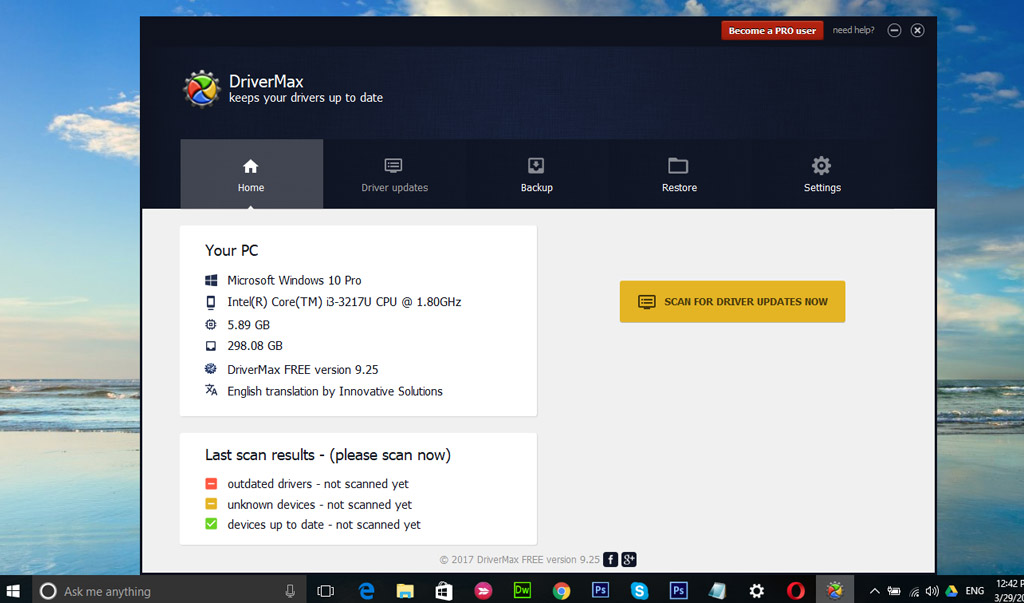 Become a PRO user
need help?
DriverMax
keeps your drivers up to date
Home
Driver updates
Backup
Restore
Settings
Your PC
Microsoft Windows 10 Pro
Intel(R) Core(TM) i3-3217U CPU @ 1.80GHz
5.89 GB
298.08 GB
DriverMax FREE version 9.25
English translation by Innovative Solutions
SCAN FOR DRIVER UPDATES NOW
Last scan results - (please scan now)
outdated drivers - not scanned yet
unknown devices - not scanned yet
devices up to date - not scanned yet
© 2017 DriverMax FREE version 9.25
f
g+
Ask me anything
Dw
Ps
Ps
ENG
12:42 P
3/29/20